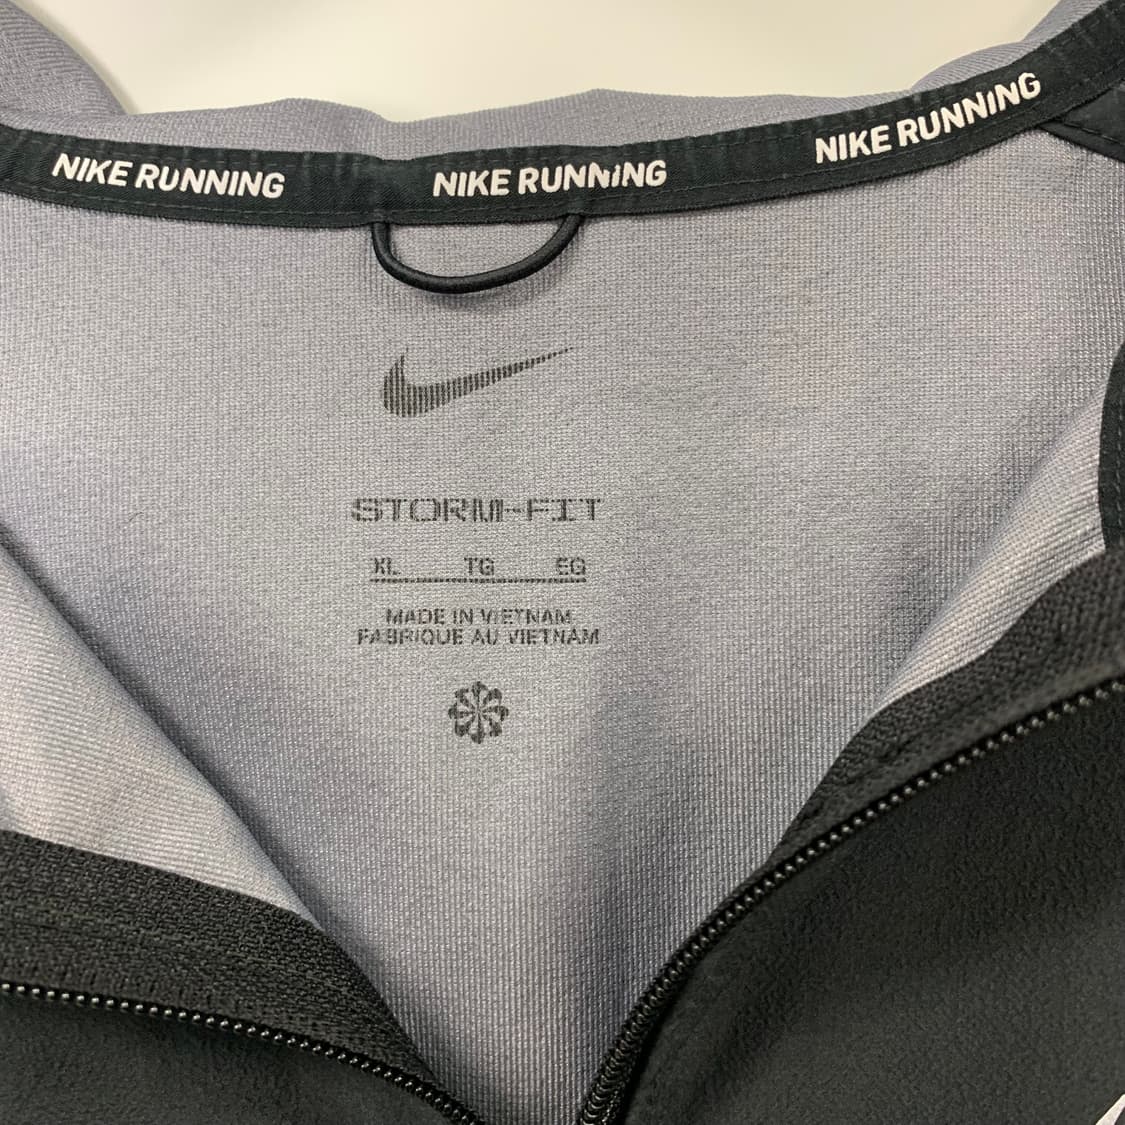 NIKE RUNNING NIKE RUNNING NIKE RUNNING
STORM-FIT
XL TG EG
MADE IN VIETNAM
FABRIQUE AU VIETNAM